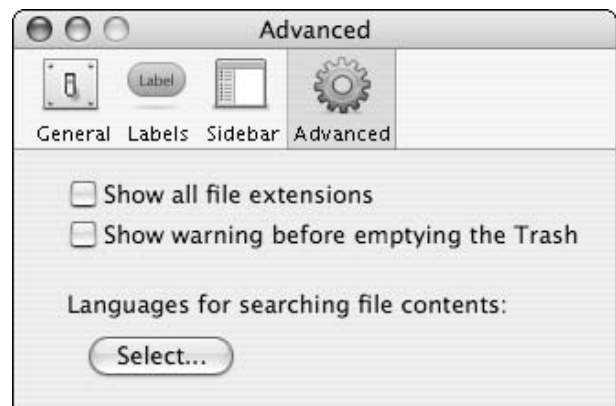 Advanced
Label
General Labels Sidebar Advanced
Show all file extensions
Show warning before emptying the Trash
Languages for searching file contents:
Select...